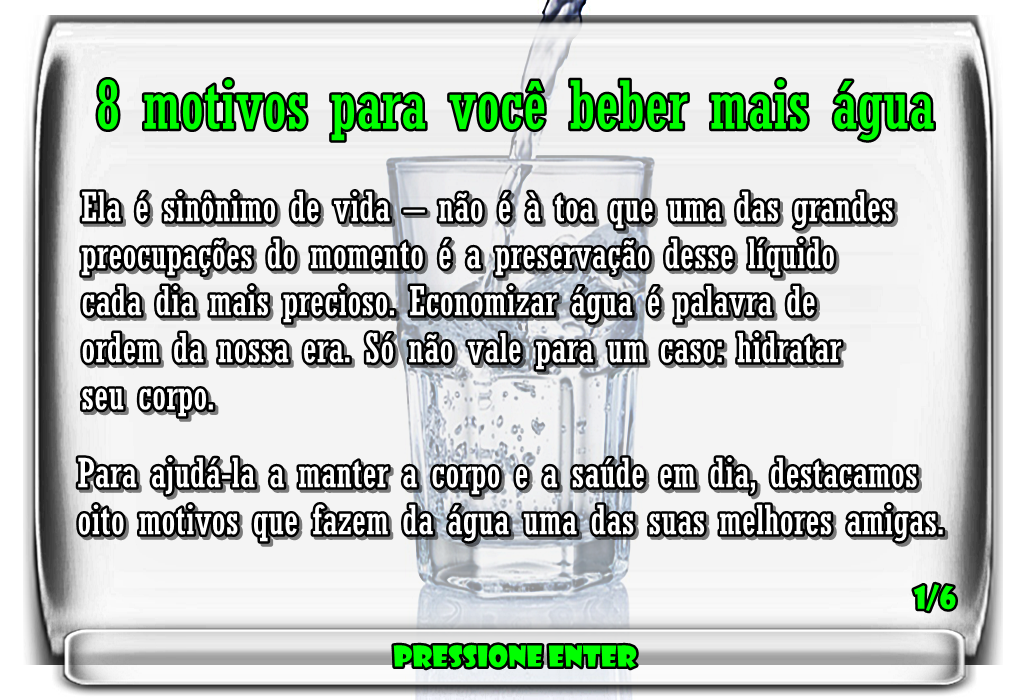 8 motivos para você beber mais água
Ela é sinônimo de vida – não é à toa que uma das grandes
preocupações do momento é a preservação desse líquido
cada dia mais precioso. Economizar água é palavra de
ordem da nossa era. Só não vale para um caso: hidratar
seu corpo.
Para ajudá-la a manter a corpo e a saúde em dia, destacamos
oito motivos que fazem da água uma das suas melhores amigas.
1/6
PRESSIONE ENTER